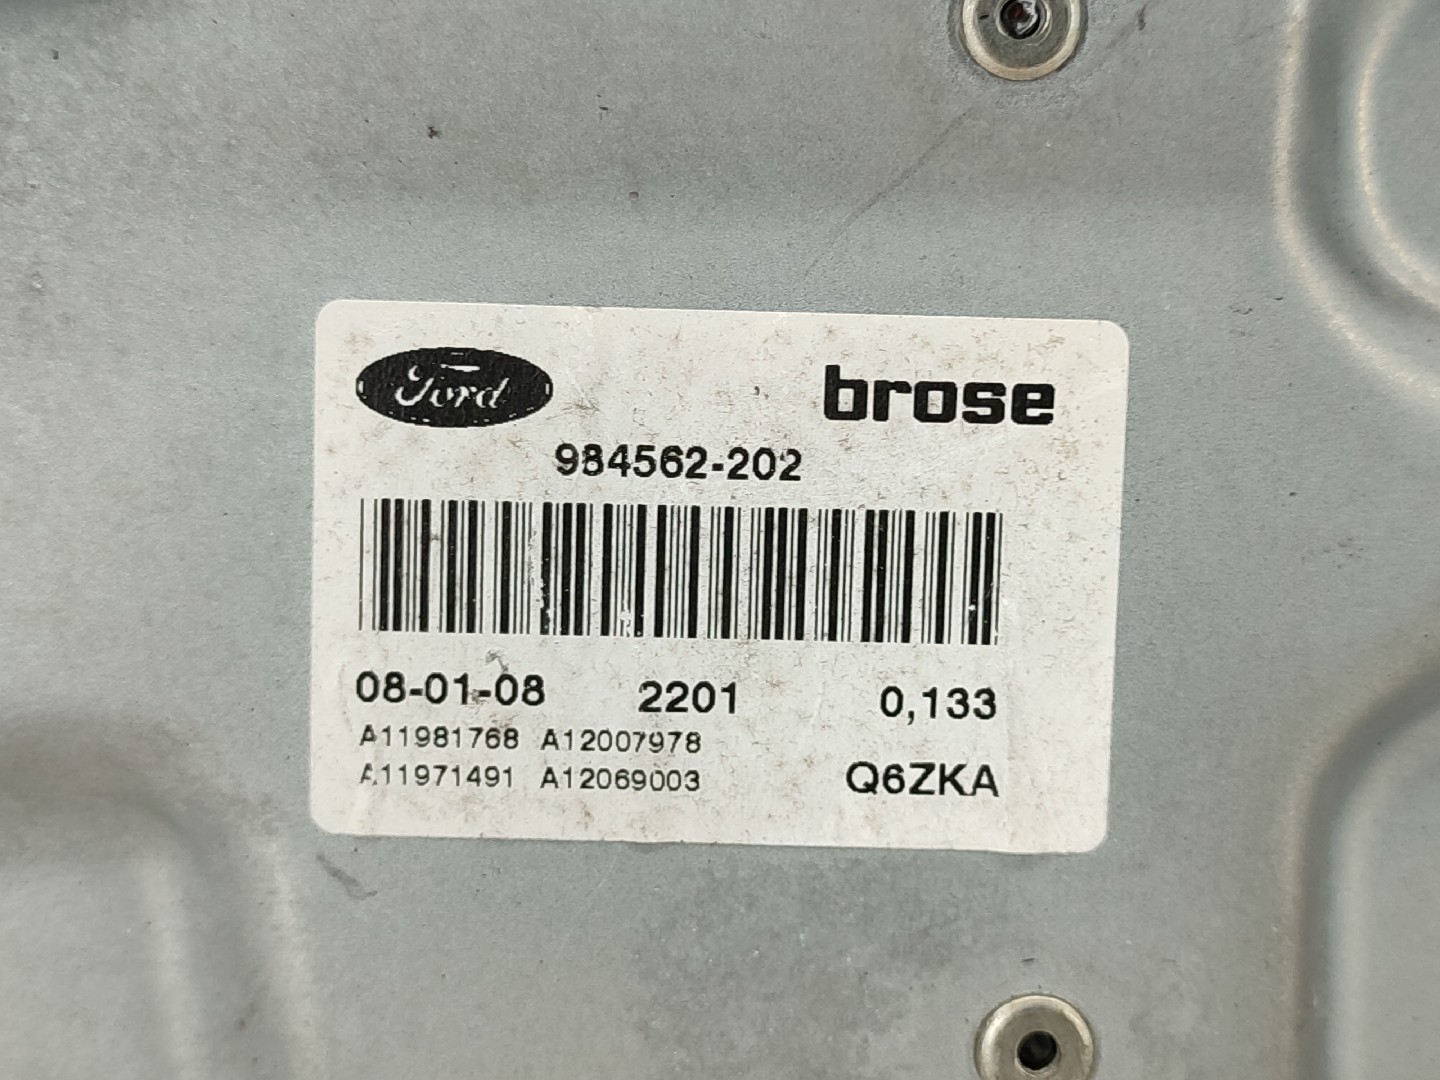 Ford brose
984562-202
08-01-08 2201 0,133
A11981768 A12007978
A11971491 A12069003 Q6ZKA